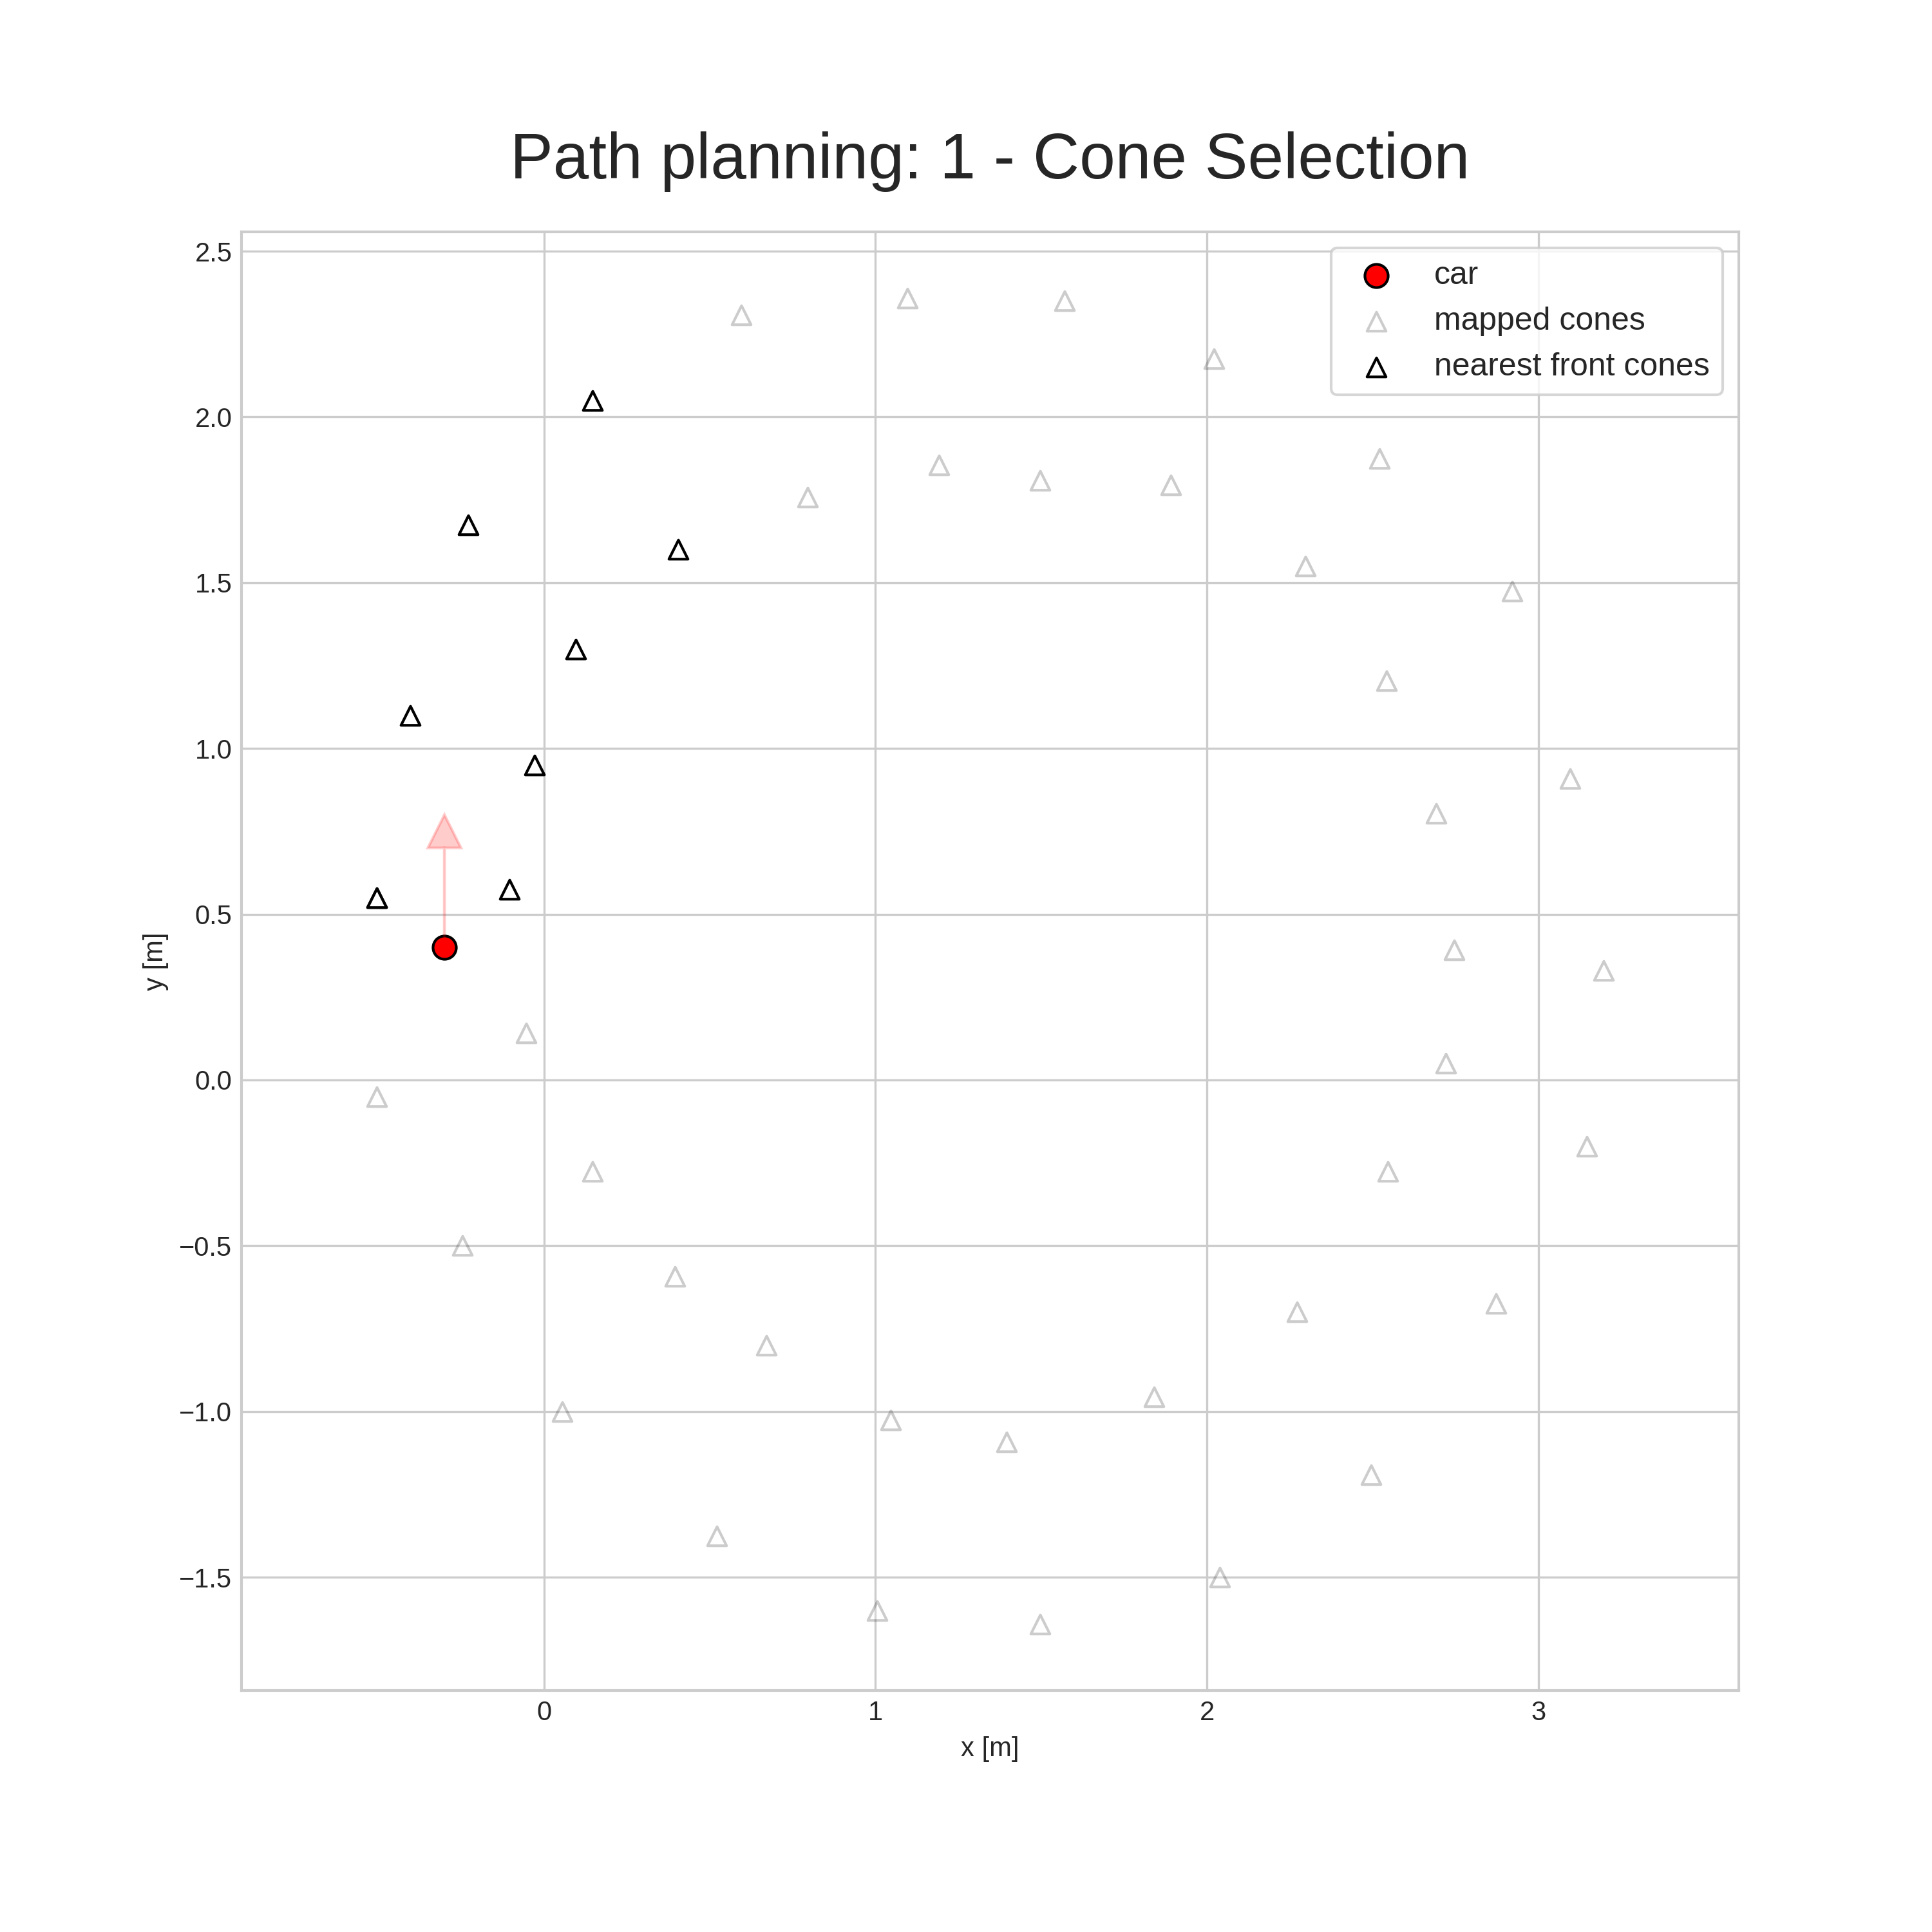 Path planning: 1 - Cone Selection
car
mapped cones
nearest front cones
2.5
2.0
1.5
1.0
0.5
0.0
−0.5
−1.0
−1.5
y [m]
0 1 2 3
x [m]